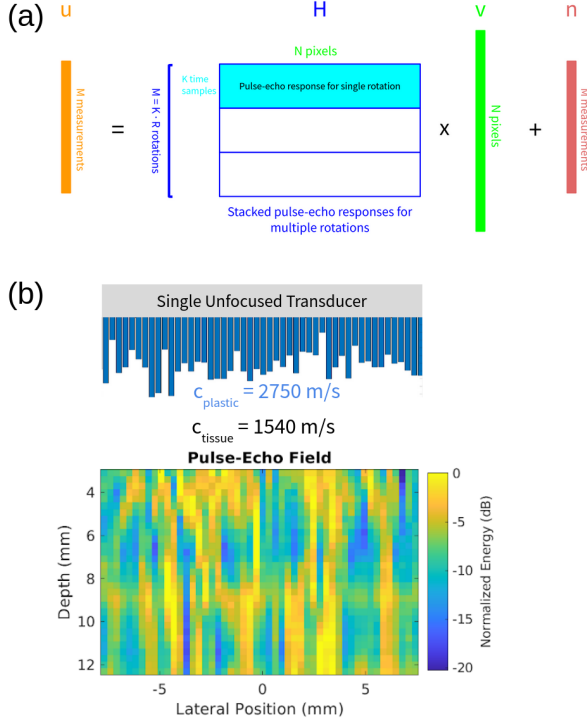 (a)
u
H
v
n
N pixels
M measurements
=
M = K · R rotations
K time
samples
Pulse-echo response for single rotation
x
N pixels
+
M measurements
Stacked pulse-echo responses for
multiple rotations
(b)
Single Unfocused Transducer
c_plastic = 2750 m/s
c_tissue = 1540 m/s
Pulse-Echo Field
Depth (mm)
4
6
8
10
12
-5
0
5
Lateral Position (mm)
0
-5
-10
-15
-20
Normalized Energy (dB)